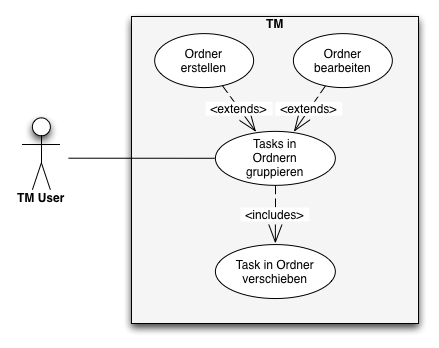 TM
Ordner
erstellen
Ordner
bearbeiten
<extends>
<extends>
Tasks in
Ordnern
gruppieren
TM User
<includes>
Task in Ordner
verschieben